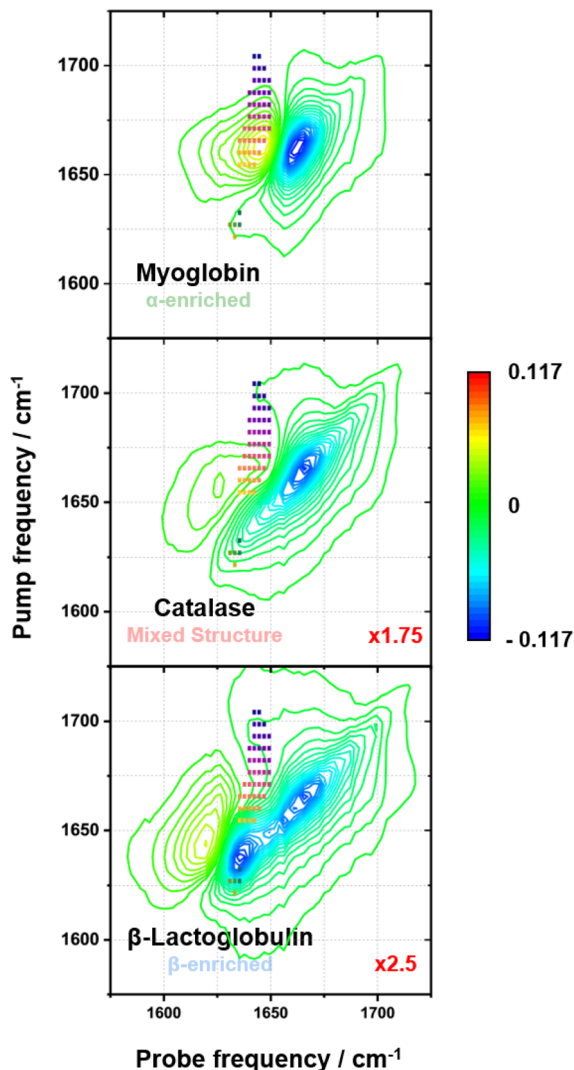 1700
1650
1600
Myoglobin
α-enriched
1700
1650
1600
Catalase
Mixed Structure
x1.75
1700
1650
1600
β-Lactoglobulin
β-enriched
x2.5
1600
1650
1700
Probe frequency / cm-1
Pump frequency / cm-1
0.117
0
- 0.117